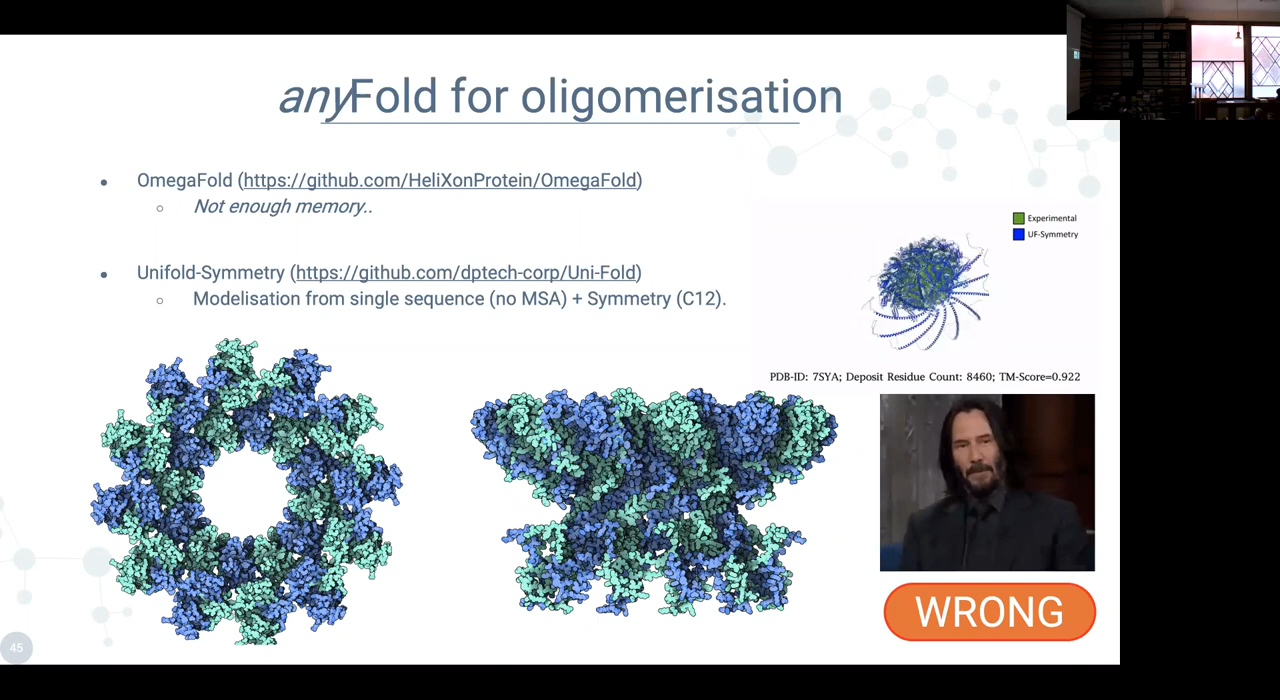 anyFold for oligomerisation
OmegaFold (https://github.com/HeliXonProtein/OmegaFold)
Not enough memory..
Unifold-Symmetry (https://github.com/dptech-corp/Uni-Fold)
Modelisation from single sequence (no MSA) + Symmetry (C12).
Experimental
UF-Symmetry
PDB-ID: 7SYA; Deposit Residue Count: 8460; TM-Score=0.922
WRONG
45